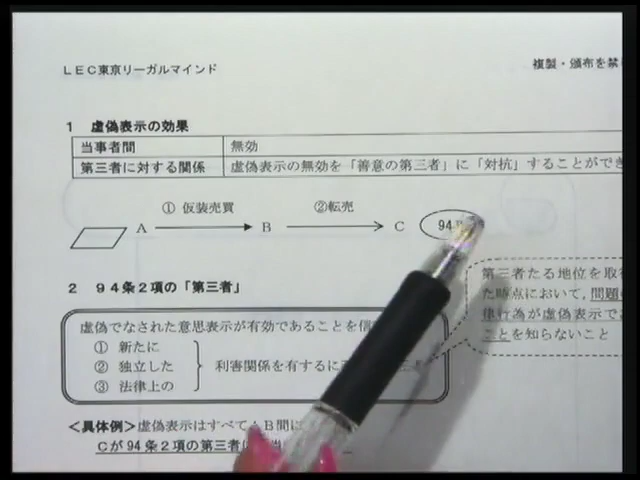 LEC東京リーガルマインド
複製・頒布を禁
1 虚偽表示の効果
当事者間 無効
第三者に対する関係 虚偽表示の無効を「善意の第三者」に「対抗」することができ
① 仮装売買 ②転売
A B C 94
2 94条2項の「第三者」
第三者たる地位を取
た時点において,問題
律行為が虚偽表示で
ことを知らないこと
虚偽でなされた意思表示が有効であることを信
① 新たに
② 独立した 利害関係を有するに
③ 法律上の
<具体例>虚偽表示はすべて B間に
Cが94条2項の第三者に